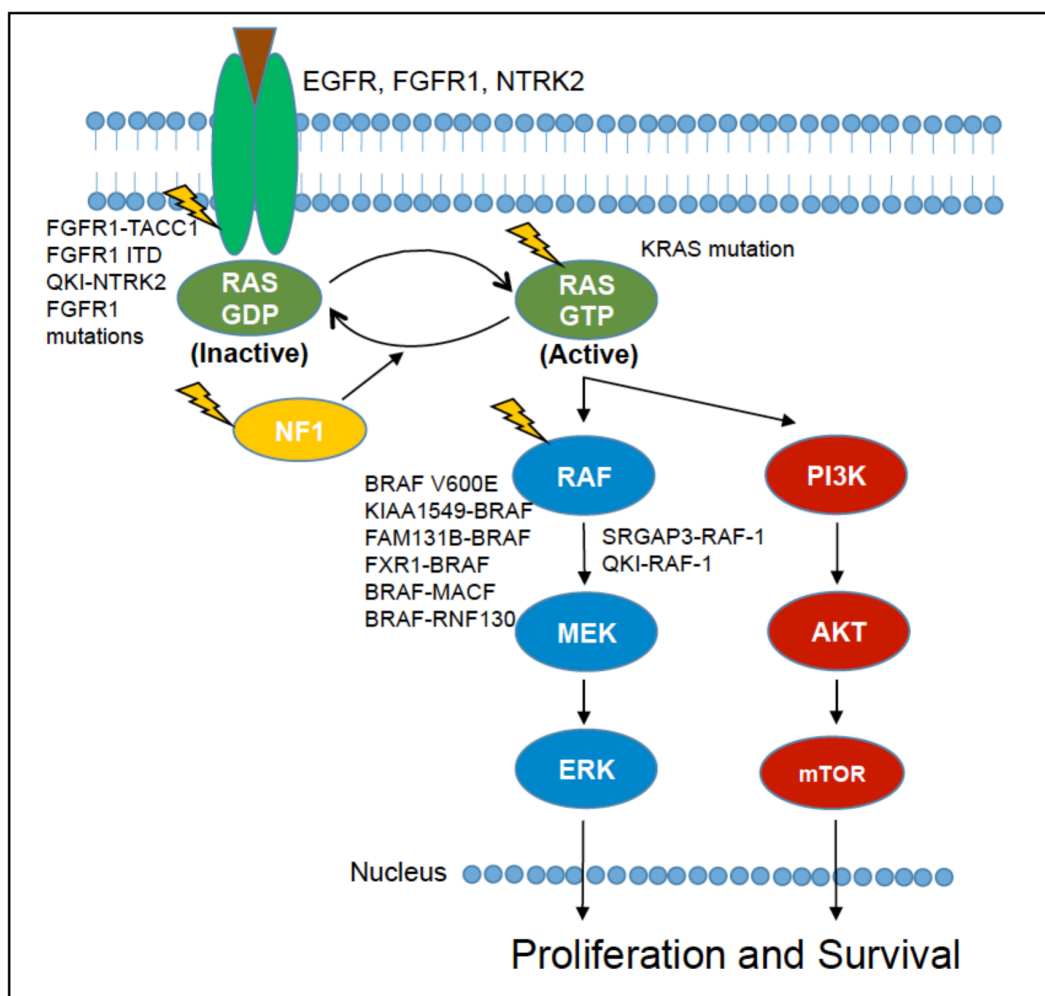 EGFR, FGFR1, NTRK2
FGFR1-TACC1
FGFR1 ITD
QKI-NTRK2
FGFR1
mutations
RAS
GDP
(Inactive)
KRAS mutation
RAS
GTP
(Active)
NF1
BRAF V600E
KIAA1549-BRAF
FAM131B-BRAF
FXR1-BRAF
BRAF-MACF
BRAF-RNF130
RAF
SRGAP3-RAF-1
QKI-RAF-1
MEK
ERK
PI3K
AKT
mTOR
Nucleus
Proliferation and Survival